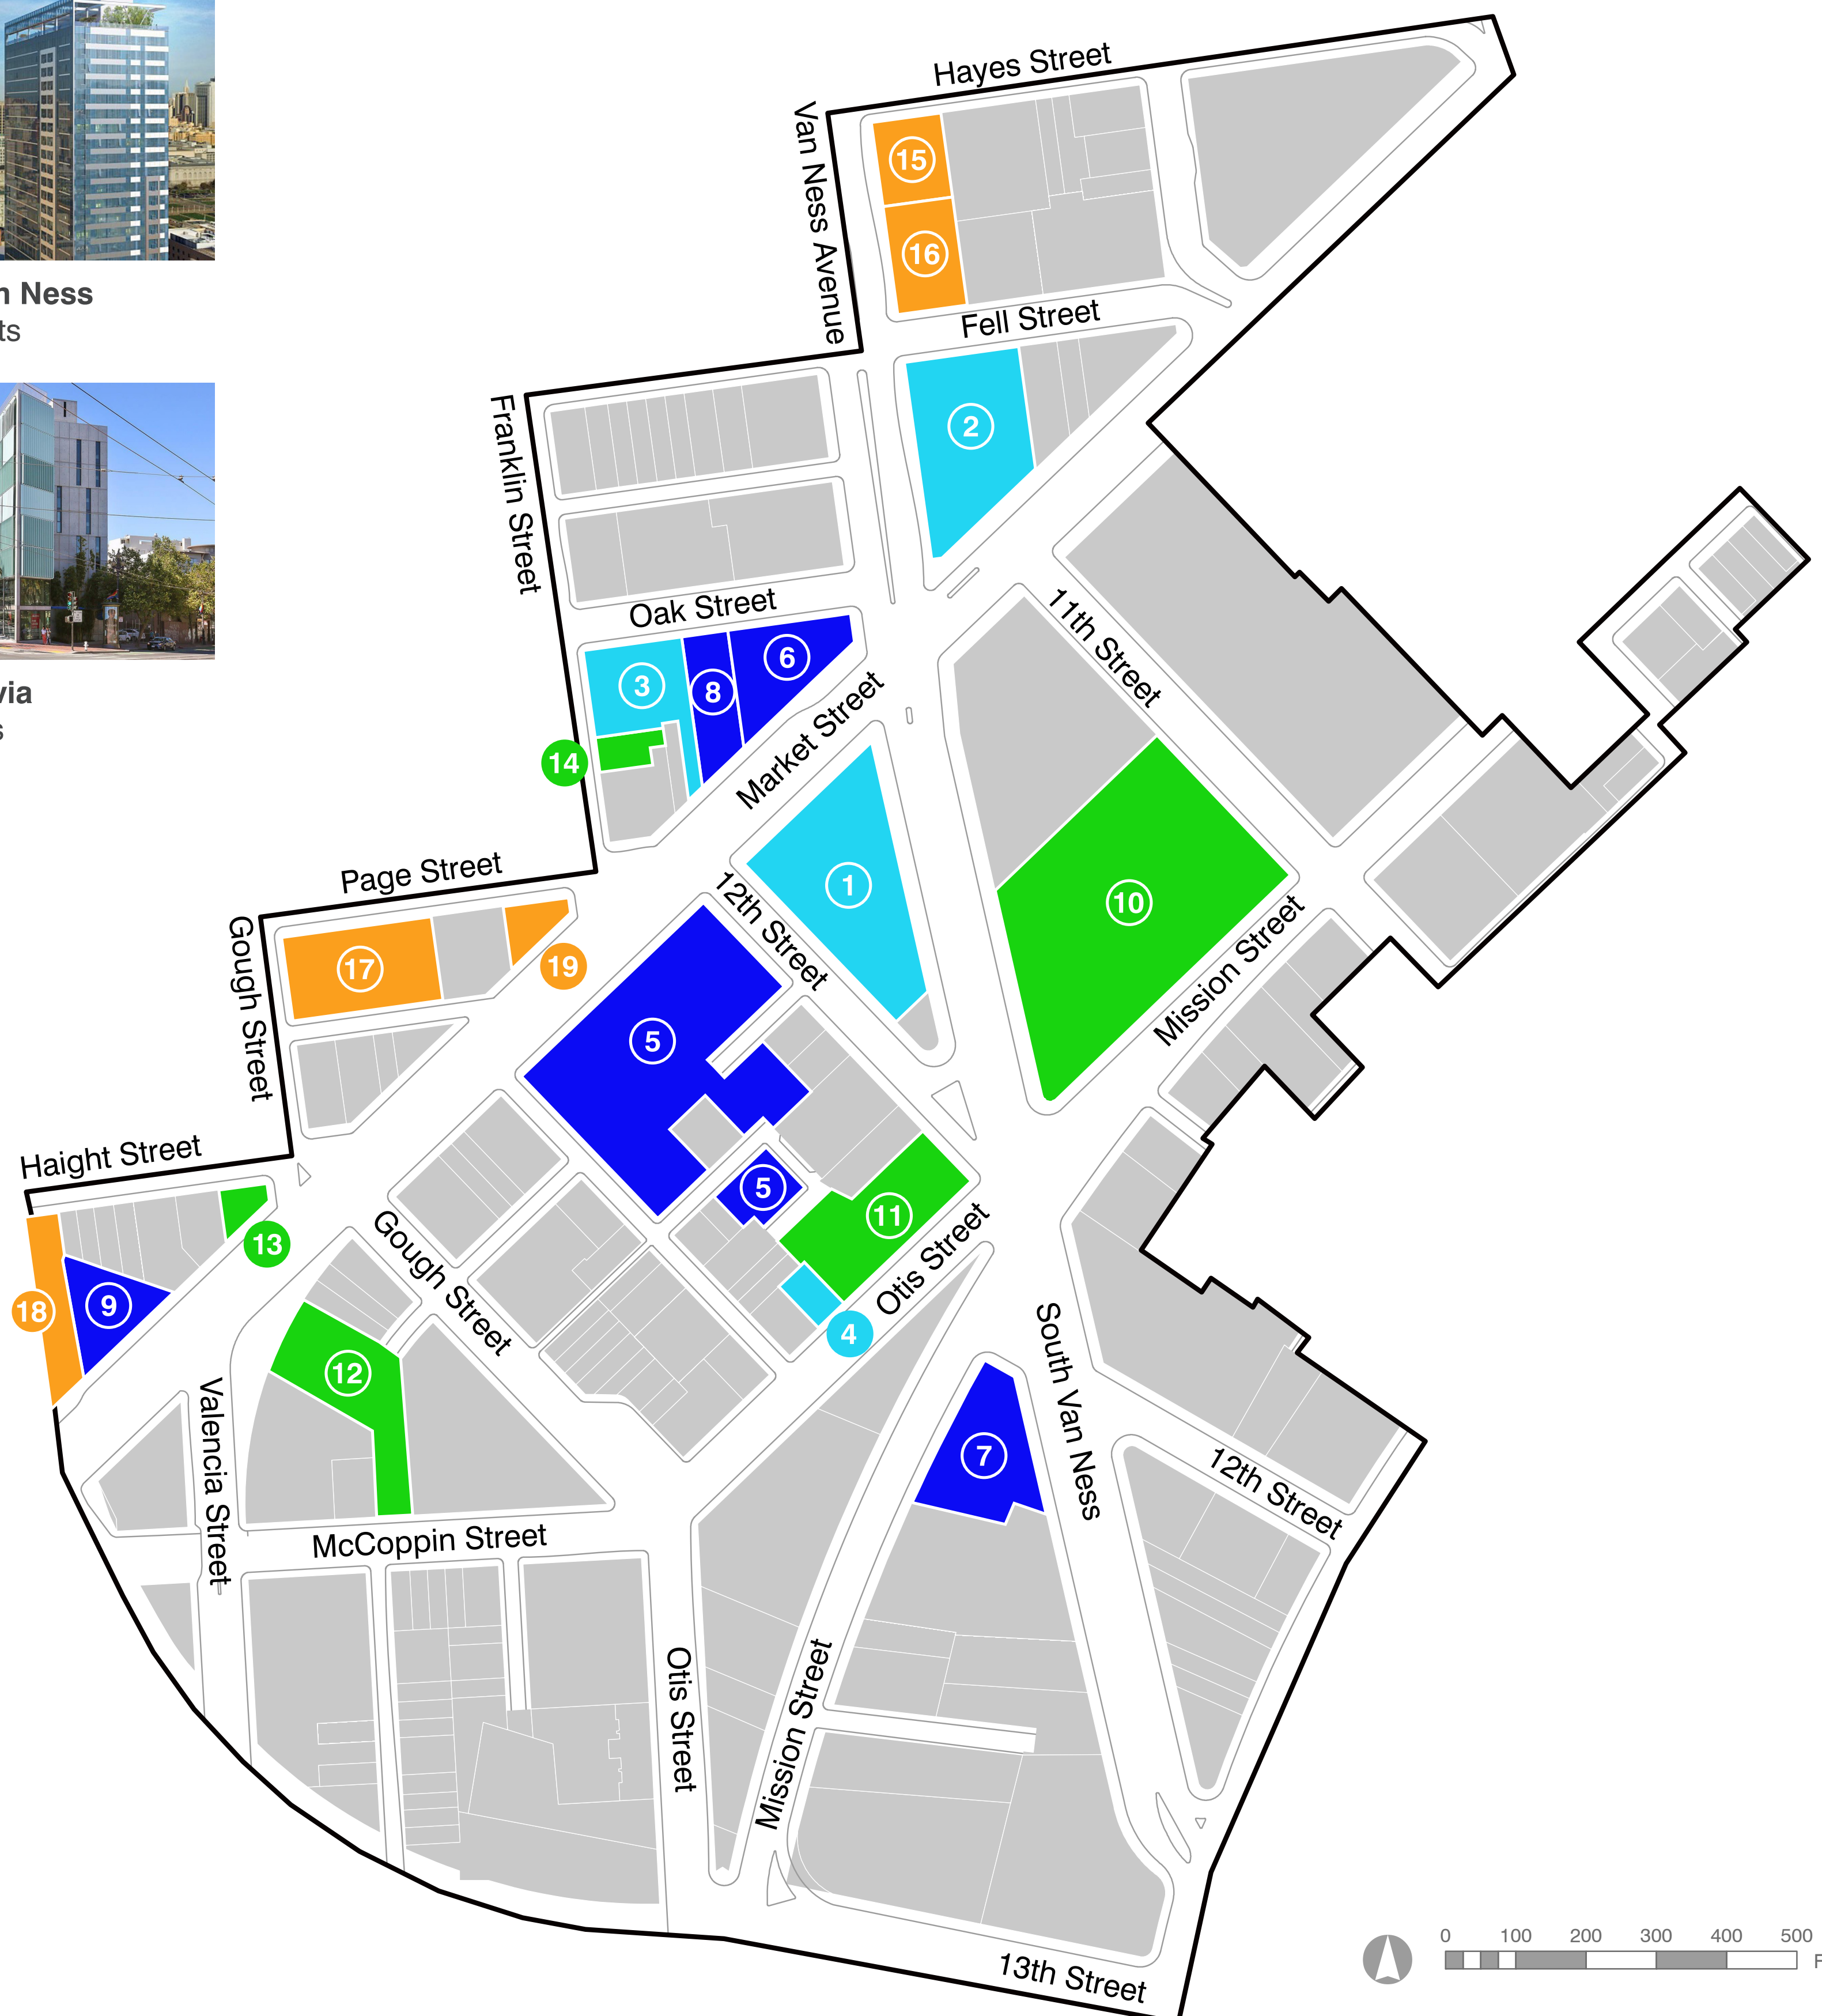 n Ness
ts
via
s
Hayes Street
Van Ness Avenue
15
16
Fell Street
Franklin Street
2
Oak Street
11th Street
3
8
6
14
Market Street
Page Street
1
12th Street
10
Gough Street
17
19
Mission Street
5
Haight Street
5
11
13
Gough Street
Otis Street
18
9
4
12
South Van Ness
Valencia Street
7
12th Street
McCoppin Street
Otis Street
Mission Street
13th Street
0 100 200 300 400 500
F